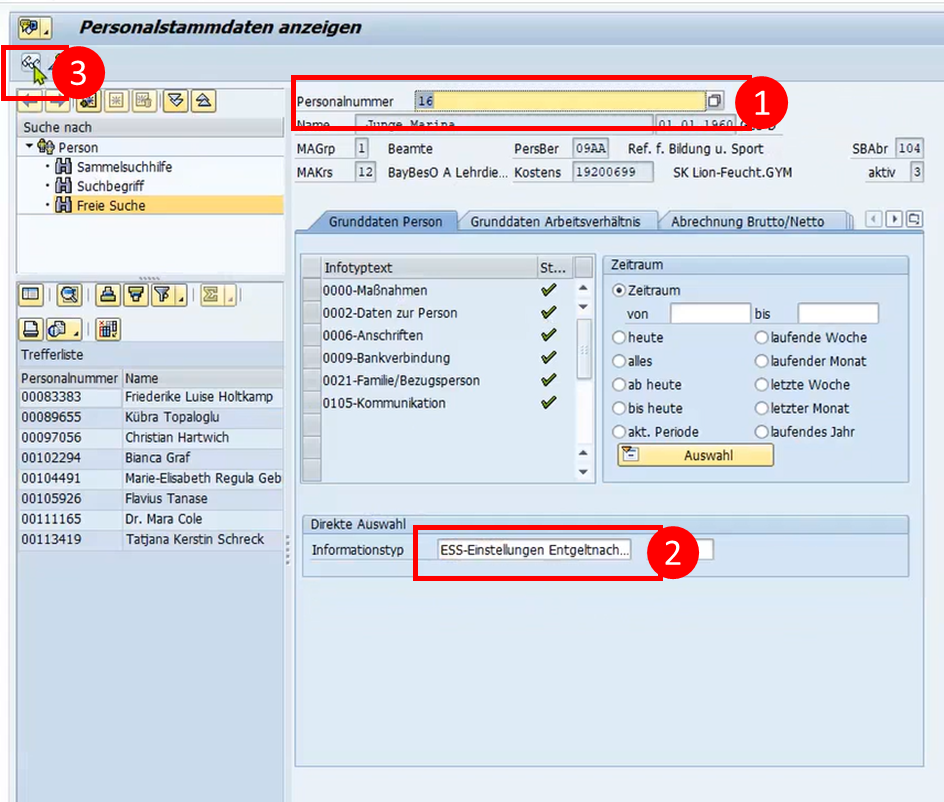 Personalstammdaten anzeigen
3
Personalnummer 16
1
Name Junge Marina 01.01.1960
MAGrp 1 Beamte PersBer 09AA Ref. f. Bildung u. Sport SBAbr 104
MAKrs 12 BayBesO A Lehrdie... Kostens 19200699 SK Lion-Feucht.GYM aktiv 3
Suche nach
Person
Sammelsuchhilfe
Suchbegriff
Freie Suche
Grunddaten Person Grunddaten Arbeitsverhältnis Abrechnung Brutto/Netto
Infotyptext St...
0000-Maßnahmen
0002-Daten zur Person
0006-Anschriften
0009-Bankverbindung
0021-Familie/Bezugsperson
0105-Kommunikation
Zeitraum
Zeitraum
von bis
heute laufende Woche
alles laufender Monat
ab heute letzte Woche
bis heute letzter Monat
akt. Periode laufendes Jahr
Auswahl
Trefferliste
Personalnummer Name
00083383 Friederike Luise Holtkamp
00089655 Kübra Topaloglu
00097056 Christian Hartwich
00102294 Bianca Graf
00104491 Marie-Elisabeth Regula Geb
00105926 Flavius Tanase
00111165 Dr. Mara Cole
00113419 Tatjana Kerstin Schreck
Direkte Auswahl
Informationstyp ESS-Einstellungen Entgeltnach...
2